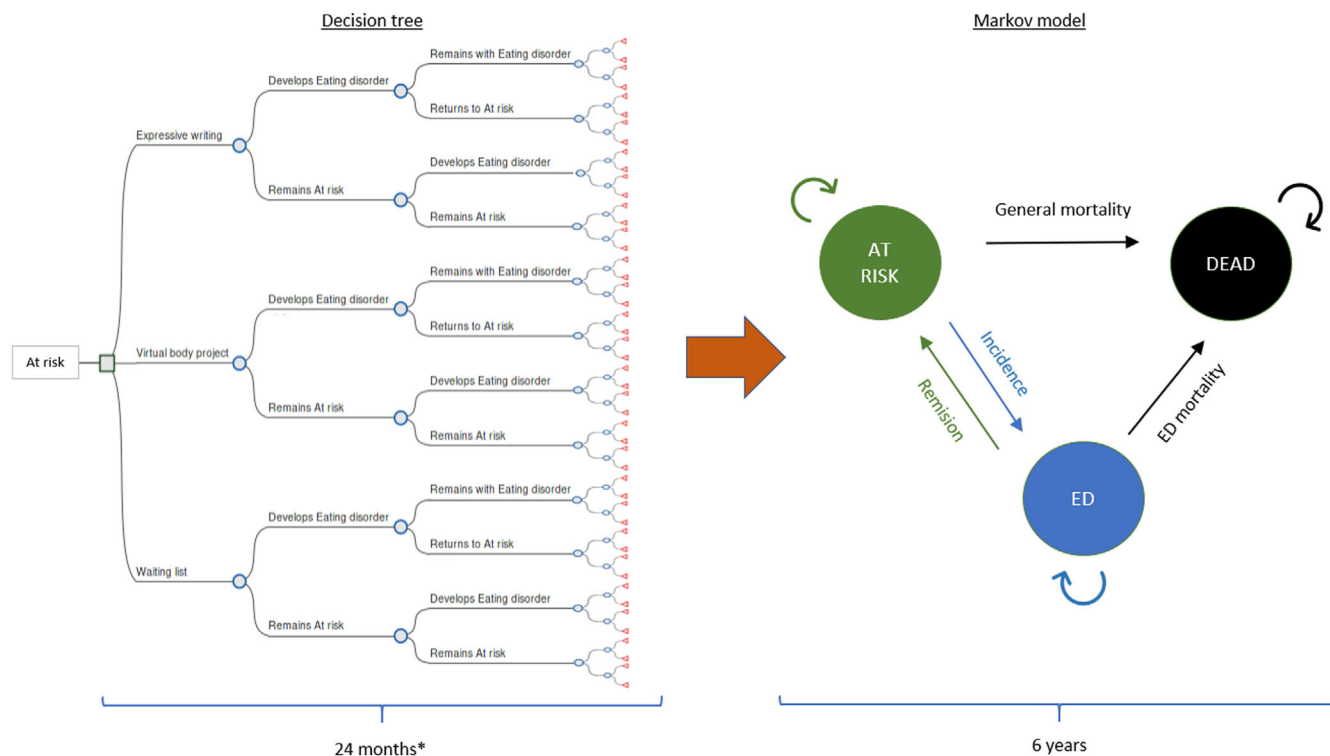 Decision tree
Markov model
At risk
Expressive writing
Develops Eating disorder
Remains with Eating disorder
Returns to At risk
Remains At risk
Develops Eating disorder
Remains At risk
Virtual body project
Develops Eating disorder
Remains with Eating disorder
Returns to At risk
Remains At risk
Develops Eating disorder
Remains At risk
Waiting list
Develops Eating disorder
Remains with Eating disorder
Returns to At risk
Remains At risk
Develops Eating disorder
Remains At risk
24 months*
AT
RISK
General mortality
DEAD
Incidence
Remision
ED mortality
ED
6 years